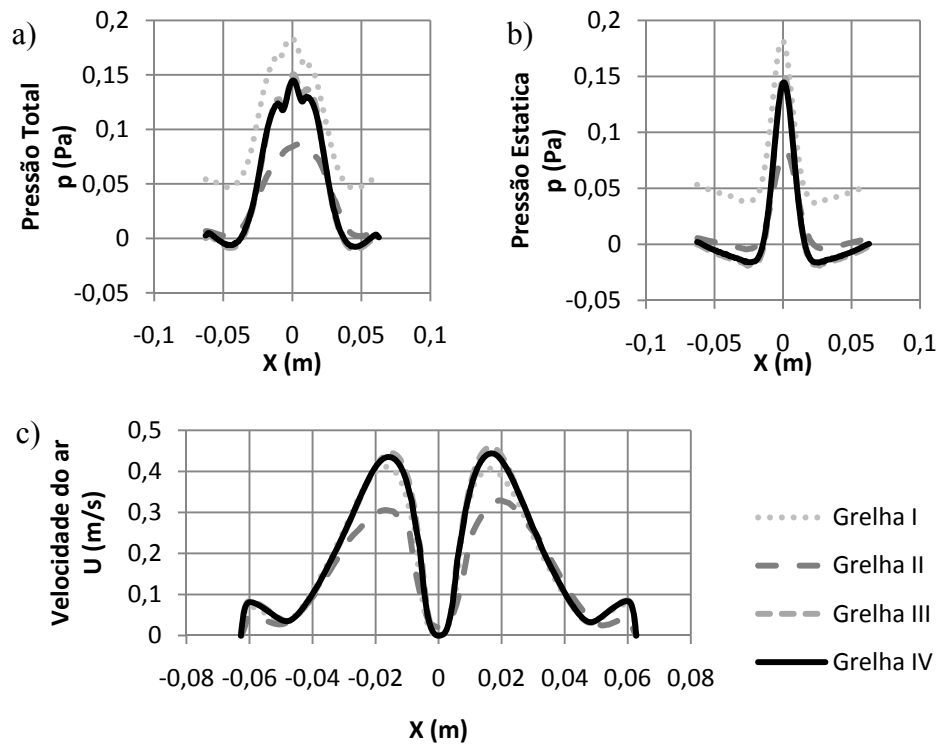 a)
Pressão Total
p (Pa)
0,2
0,15
0,1
0,05
0
-0,05
-0,1 -0,05 0 0,05 0,1
X (m)
b)
Pressão Estatica
p (Pa)
0,2
0,15
0,1
0,05
0
-0,05
-0,1 -0,05 0 0,05 0,1
X (m)
c)
Velocidade do ar
U (m/s)
0,5
0,4
0,3
0,2
0,1
0
-0,08 -0,06 -0,04 -0,02 0 0,02 0,04 0,06 0,08
X (m)
Grelha I
Grelha II
Grelha III
Grelha IV